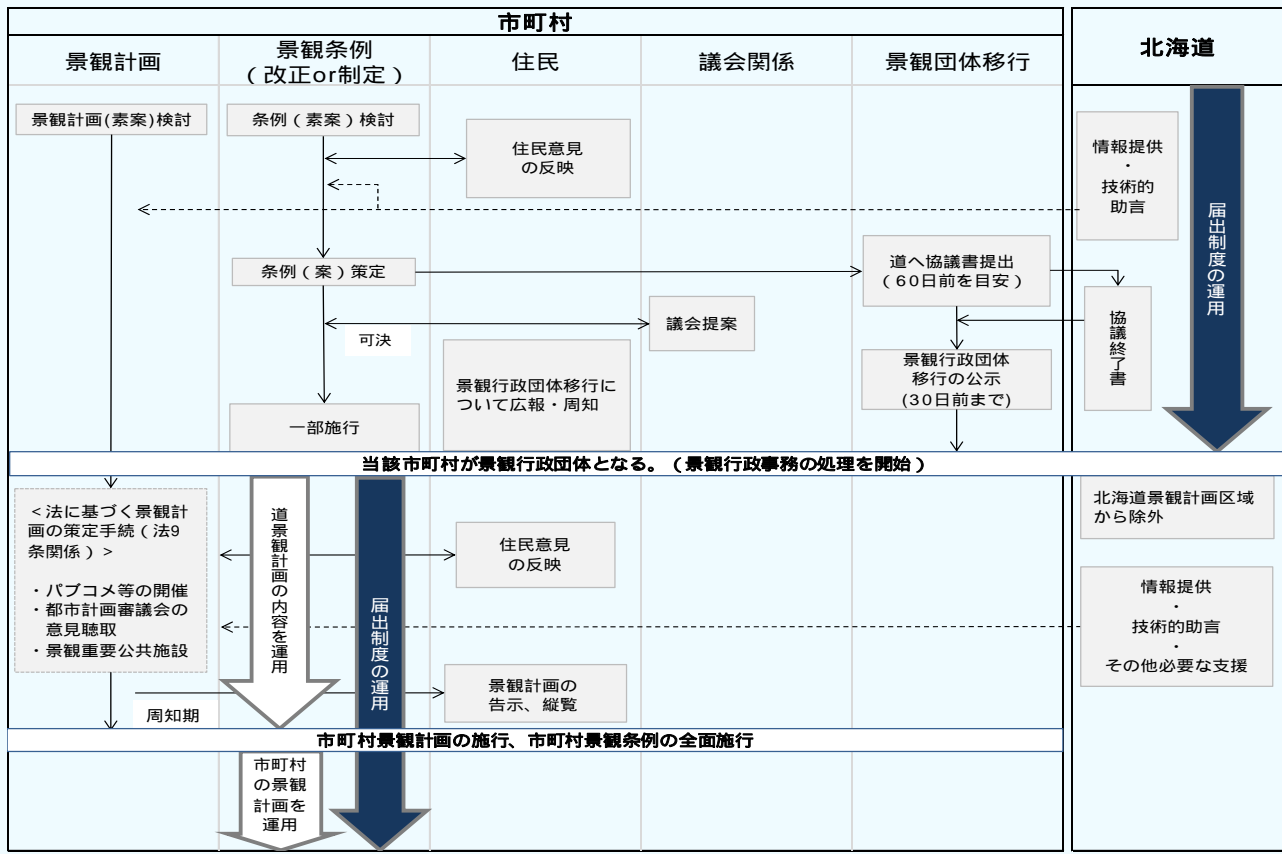 市町村
北海道
景観計画
景観条例
(改正or制定)
住民
議会関係
景観団体移行
景観計画(素案)検討
条例(素案)検討
住民意見
の反映
情報提供
・
技術的
助言
届出制度の運用
条例(案)策定
道へ協議書提出
(60日前を目安)
議会提案
可決
協議終了書
景観行政団体移行に
ついて広報・周知
景観行政団体
移行の公示
(30日前まで)
一部施行
当該市町村が景観行政団体となる。(景観行政事務の処理を開始)
<法に基づく景観計
画の策定手続(法9
条関係)>
・パブコメ等の開催
・都市計画審議会の
意見聴取
・景観重要公共施設
道景観計画の内容を運用
届出制度の運用
住民意見
の反映
北海道景観計画区域
から除外
情報提供
・
技術的助言
・
その他必要な支援
周知期
景観計画の
告示、縦覧
市町村景観計画の施行、市町村景観条例の全面施行
市町村
の景観
計画を
運用